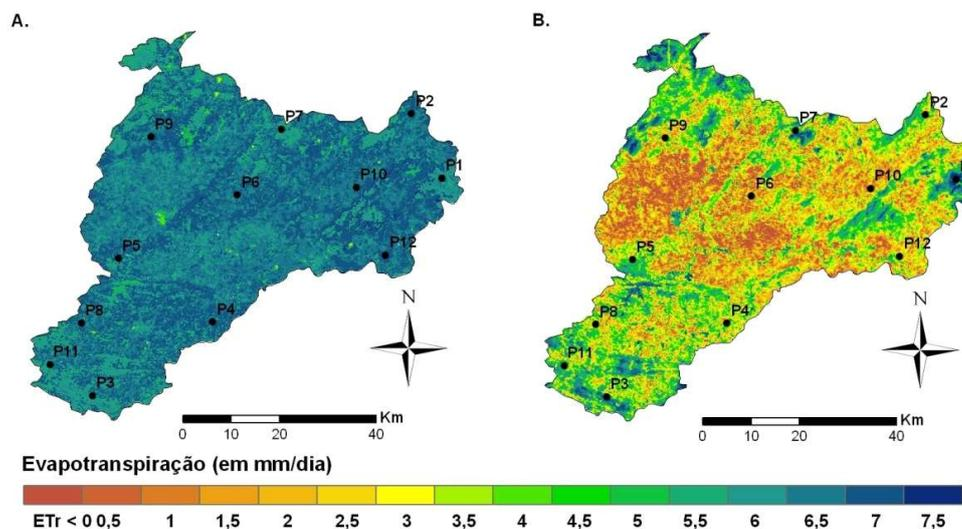 A.
B.
P2
P7
P9
P1
P10
P6
P12
P5
P4
P8
P11
P3
N
Km
0 10 20 40
P2
P7
P9
P10
P6
P12
P5
P4
P8
P11
P3
N
Km
0 10 20 40
Evapotranspiração (em mm/dia)
ETr < 0 0,5 1 1,5 2 2,5 3 3,5 4 4,5 5 5,5 6 6,5 7 7,5